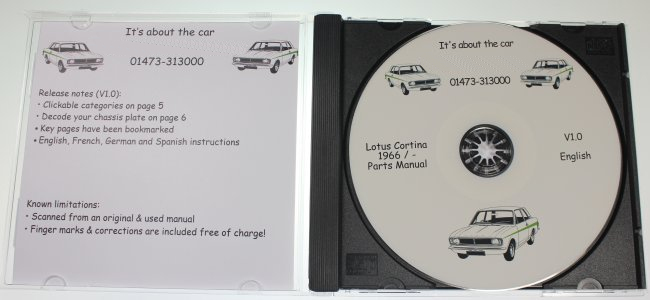 It's about the car
01473-313000
Release notes (V1.0):
• Clickable categories on page 5
• Decode your chassis plate on page 6
• Key pages have been bookmarked
• English, French, German and Spanish instructions
Known limitations:
• Scanned from an original & used manual
• Finger marks & corrections are included free of charge!
It's about the car
01473-313000
Lotus Cortina
1966 / -
Parts Manual
V1.0
English